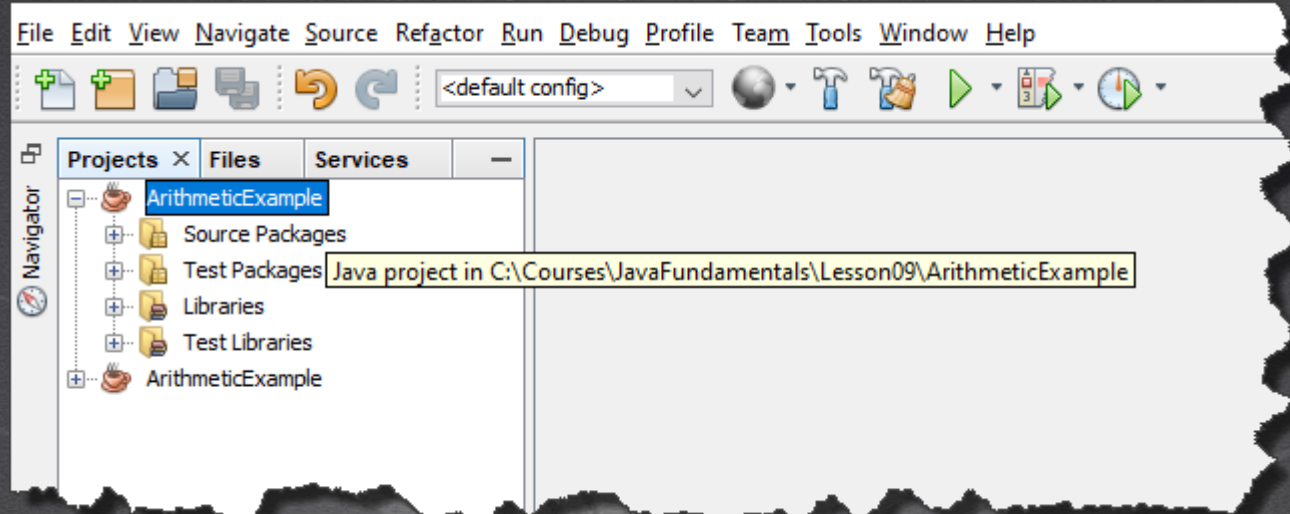 File Edit View Navigate Source Refactor Run Debug Profile Team Tools Window Help
<default config>
Projects Files Services
Navigator
ArithmeticExample
Source Packages
Test Packages
Java project in C:\Courses\JavaFundamentals\Lesson09\ArithmeticExample
Libraries
Test Libraries
ArithmeticExample